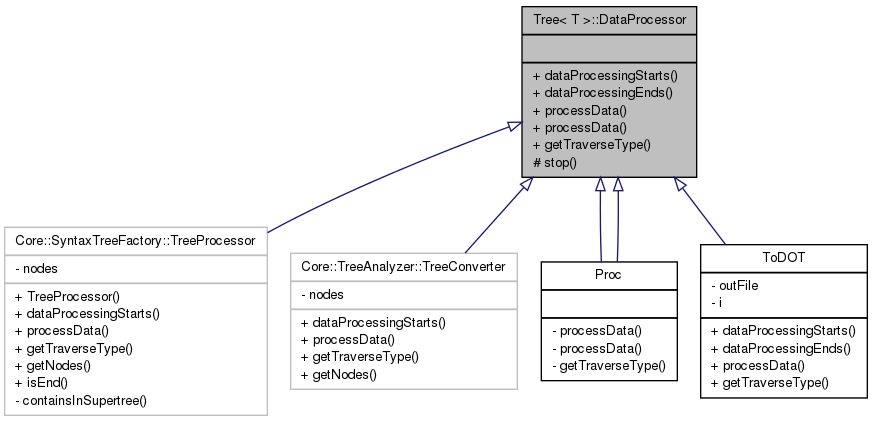 Tree< T >::DataProcessor
+ dataProcessingStarts()
+ dataProcessingEnds()
+ processData()
+ processData()
+ getTraverseType()
# stop()
Core::SyntaxTreeFactory::TreeProcessor
- nodes
+ TreeProcessor()
+ dataProcessingStarts()
+ processData()
+ getTraverseType()
+ getNodes()
+ isEnd()
- containsInSupertree()
Core::TreeAnalyzer::TreeConverter
- nodes
+ dataProcessingStarts()
+ processData()
+ getTraverseType()
+ getNodes()
Proc
- processData()
- processData()
- getTraverseType()
ToDOT
- outFile
- i
+ dataProcessingStarts()
+ dataProcessingEnds()
+ processData()
+ getTraverseType()